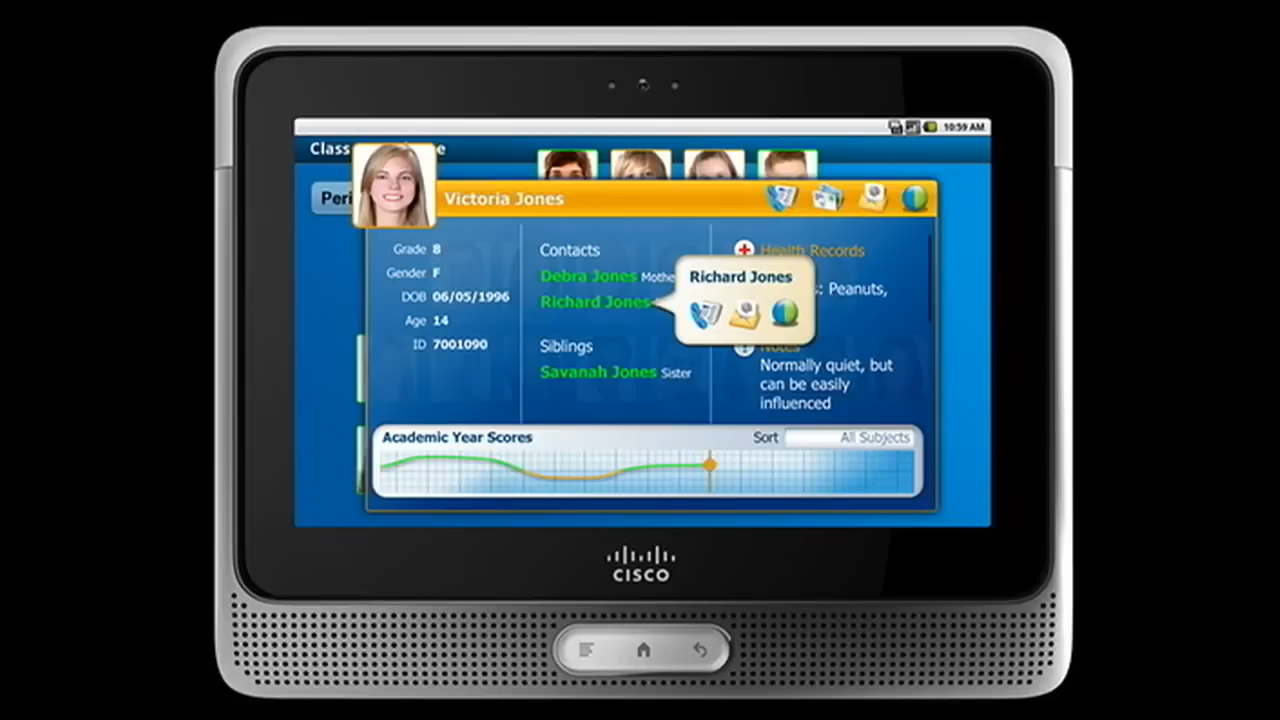 10:59 AM
Class
Victoria Jones
Grade 8
Gender F
DOB 06/05/1996
Age 14
ID 7001090
Contacts
Debra Jones Mothe
Richard Jones
Siblings
Savanah Jones Sister
Health Records
: Peanuts,
Richard Jones
Notes
Normally quiet, but
can be easily
influenced
Academic Year Scores
Sort All Subjects
CISCO